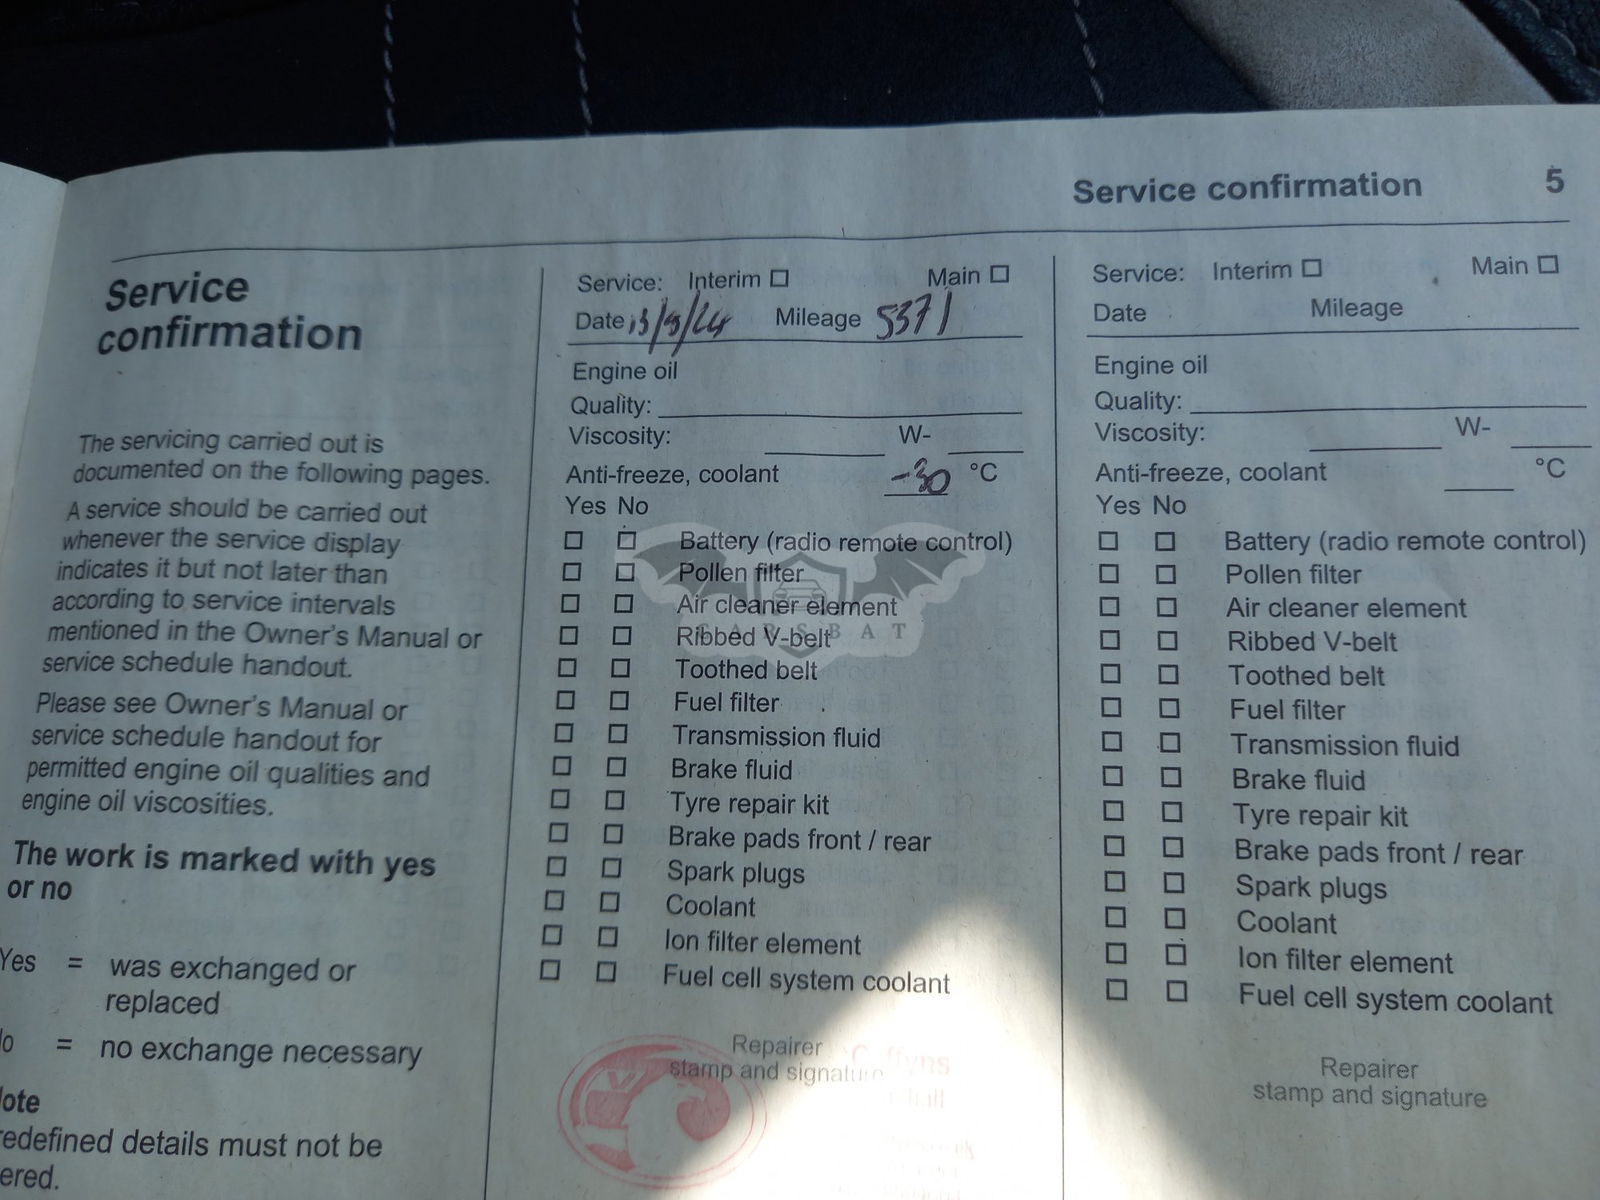 Service confirmation 5
Service
confirmation
The servicing carried out is
documented on the following pages.
A service should be carried out
whenever the service display
indicates it but not later than
according to service intervals
mentioned in the Owner's Manual or
service schedule handout.
Please see Owner's Manual or
service schedule handout for
permitted engine oil qualities and
engine oil viscosities.
The work is marked with yes
or no
Yes = was exchanged or
replaced
= no exchange necessary
must not be
Service: Interim Main
Date Mileage 5371
Engine oil
Quality:
Viscosity: W-
Anti-freeze, coolant -30 °C
Yes No
Battery (radio remote control)
Pollen filter
Air cleaner element
CARSBAT
Ribbed V-belt
Toothed belt
Fuel filter
Transmission fluid
Brake fluid
Tyre repair kit
Brake pads front / rear
Spark plugs
Coolant
Ion filter element
Fuel cell system coolant
Repairer
stamp and signature
Service: Interim Main
Date Mileage
Engine oil
Quality:
Viscosity: W-
Anti-freeze, coolant °C
Yes No
Battery (radio remote control)
Pollen filter
Air cleaner element
Ribbed V-belt
Toothed belt
Fuel filter
Transmission fluid
Brake fluid
Tyre repair kit
Brake pads front / rear
Spark plugs
Coolant
Ion filter element
Fuel cell system coolant
Repairer
stamp and signature